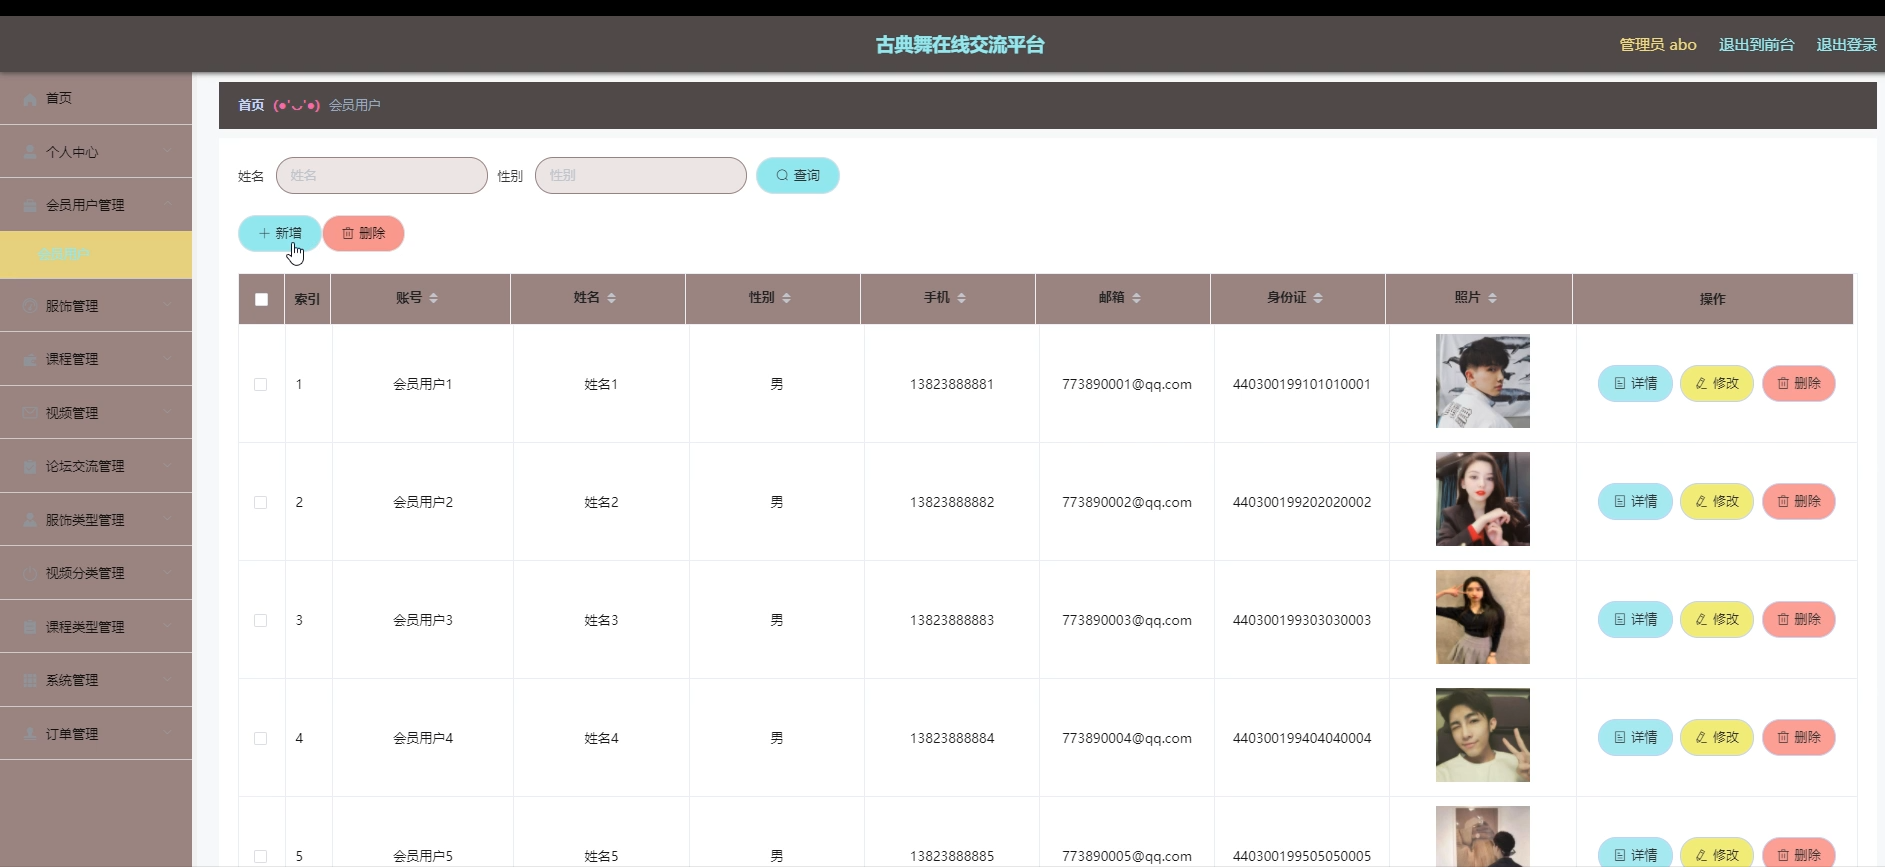 古典舞在线交流平台
管理员 abo 退出到前台 退出登录
首页
个人中心
会员用户管理
会员用户
服饰管理
课程管理
视频管理
论坛交流管理
服饰类型管理
视频分类管理
课程类型管理
系统管理
订单管理
首页 (●'◡'●) 会员用户
姓名 姓名 性别 性别 查询
新增 删除
索引 账号 姓名 性别 手机 邮箱 身份证 照片 操作
1 会员用户1 姓名1 男 13823888881 773890001@qq.com 440300199101010001 详情 修改 删除
2 会员用户2 姓名2 男 13823888882 773890002@qq.com 440300199202020002 详情 修改 删除
3 会员用户3 姓名3 男 13823888883 773890003@qq.com 440300199303030003 详情 修改 删除
4 会员用户4 姓名4 男 13823888884 773890004@qq.com 440300199404040004 详情 修改 删除
5 会员用户5 姓名5 男 13823888885 773890005@qq.com 440300199505050005 详情 修改 删除